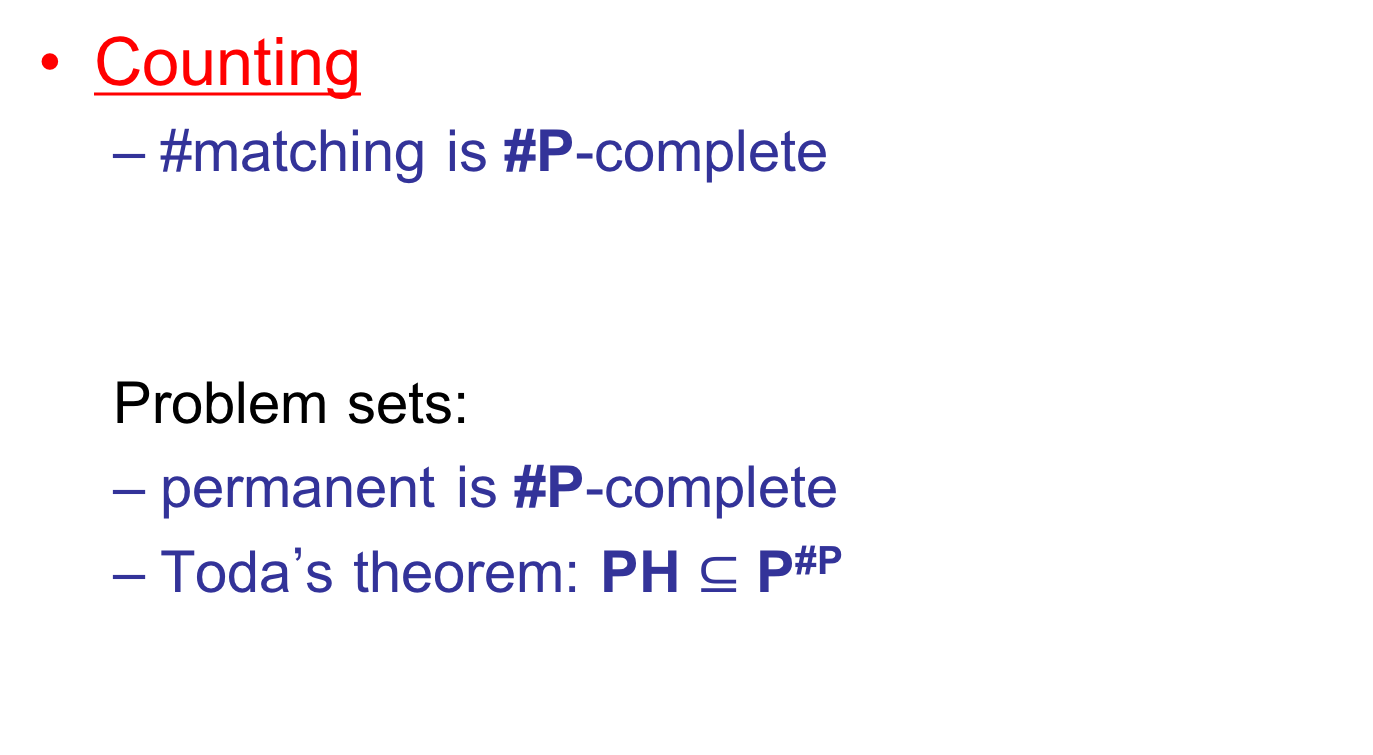 • Counting
– #matching is #P-complete
Problem sets:
– permanent is #P-complete
– Toda’s theorem: PH ⊆ P^#P